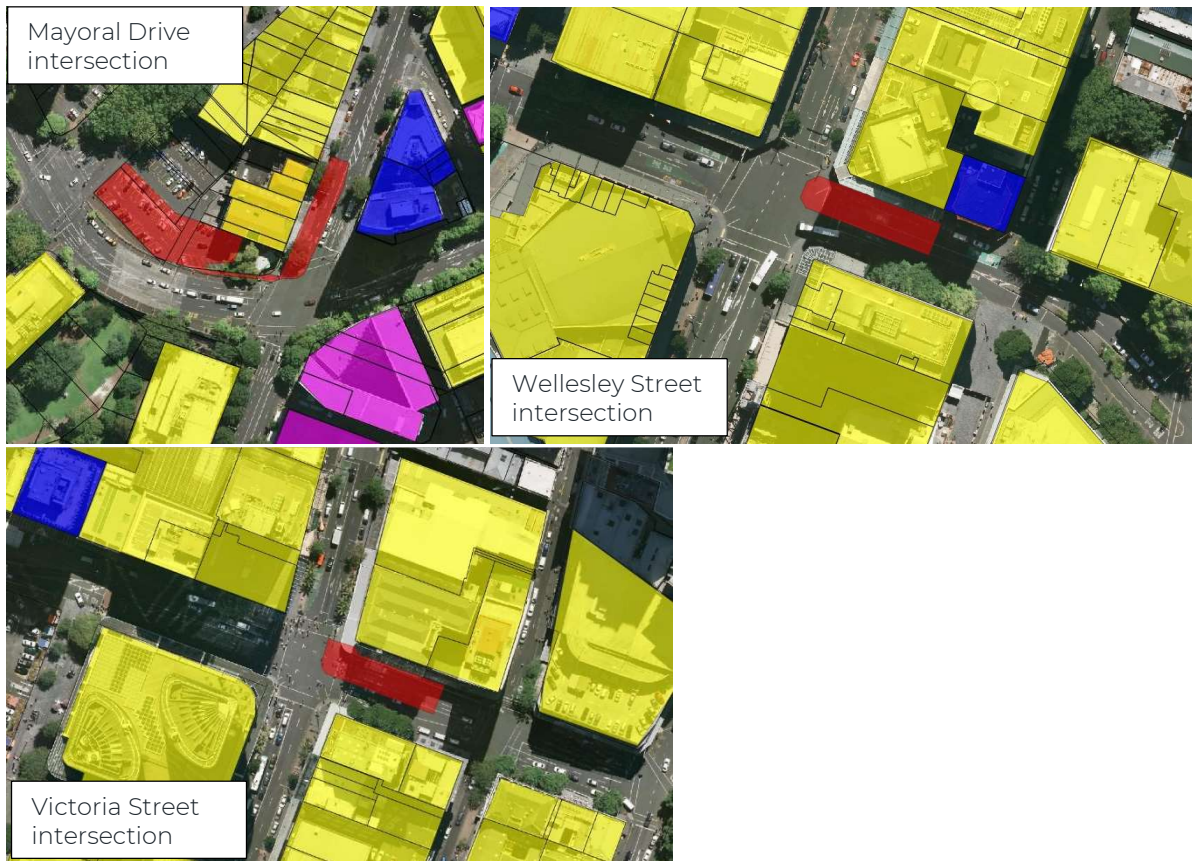 Mayoral Drive
intersection
Wellesley Street
intersection
Victoria Street
intersection